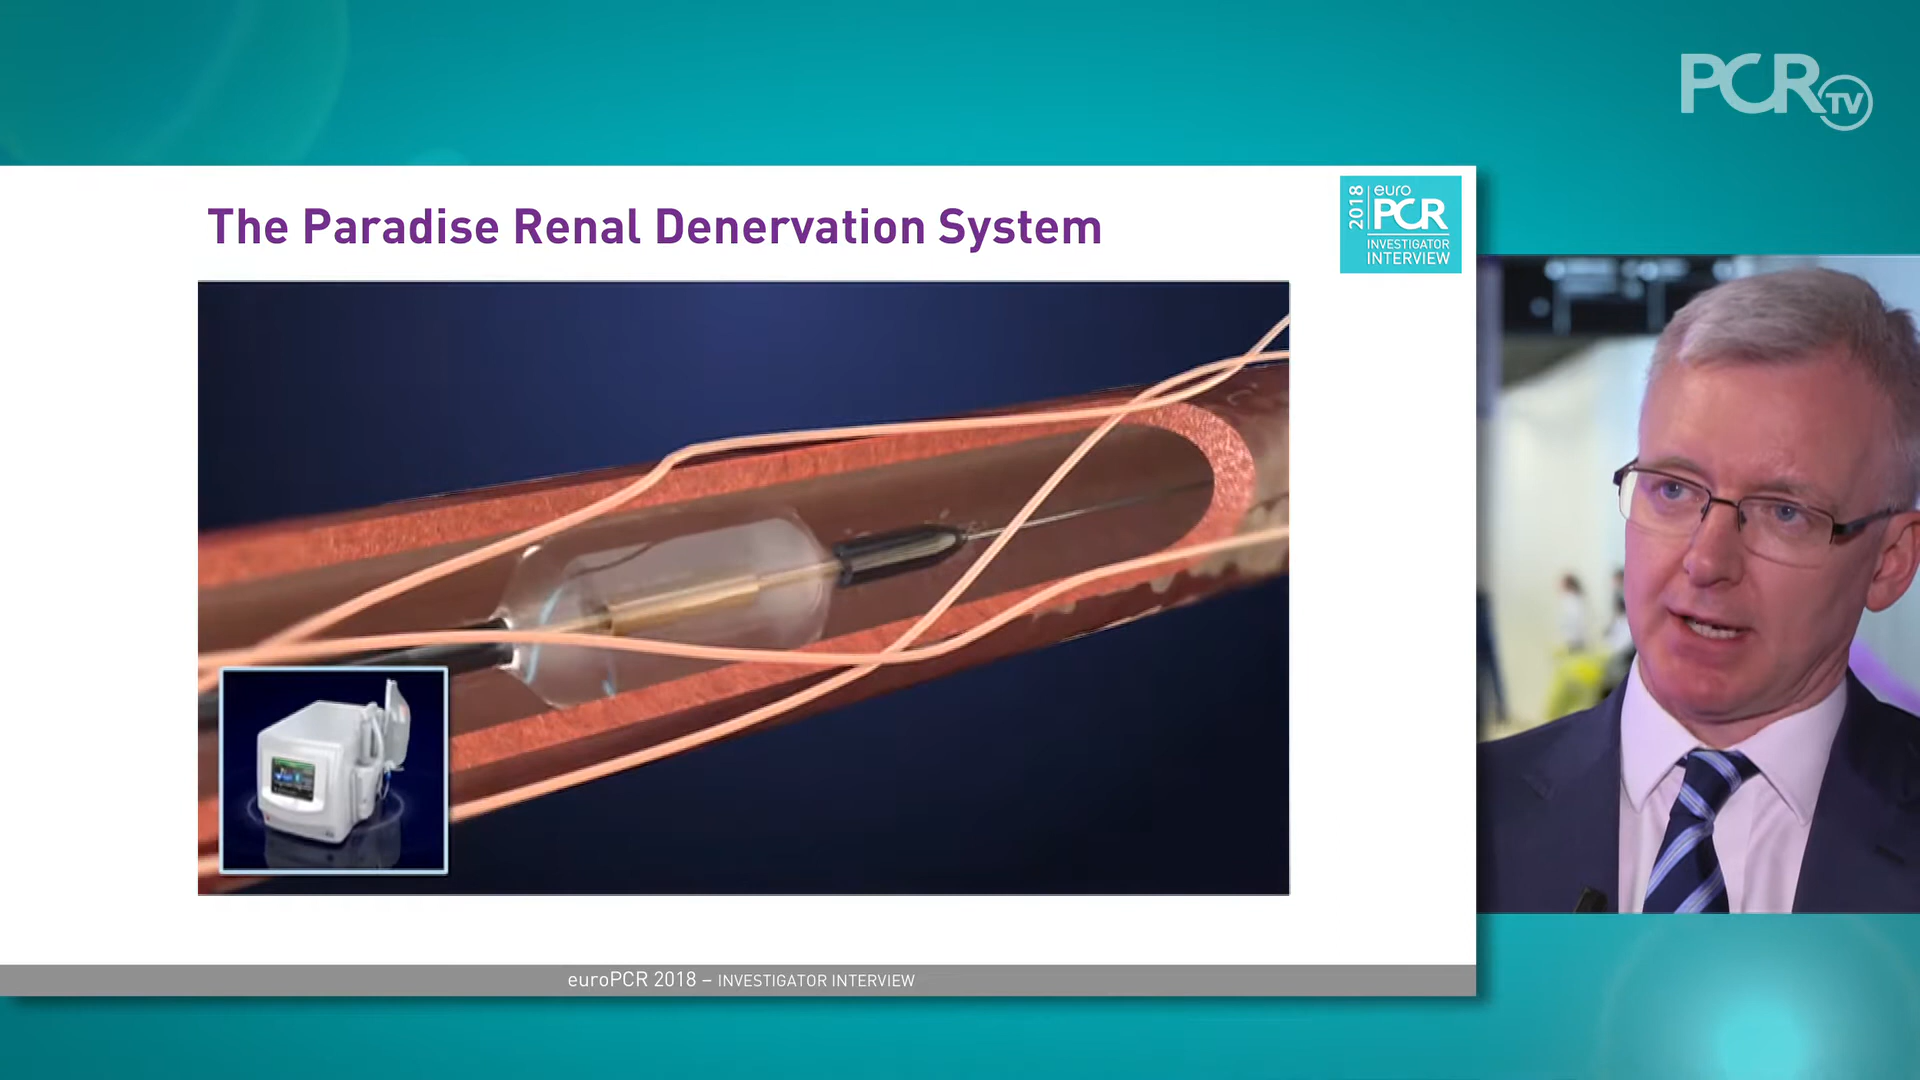 PCR TV
The Paradise Renal Denervation System
2018
euro
PCR
INVESTIGATOR
INTERVIEW
euroPCR 2018 – INVESTIGATOR INTERVIEW